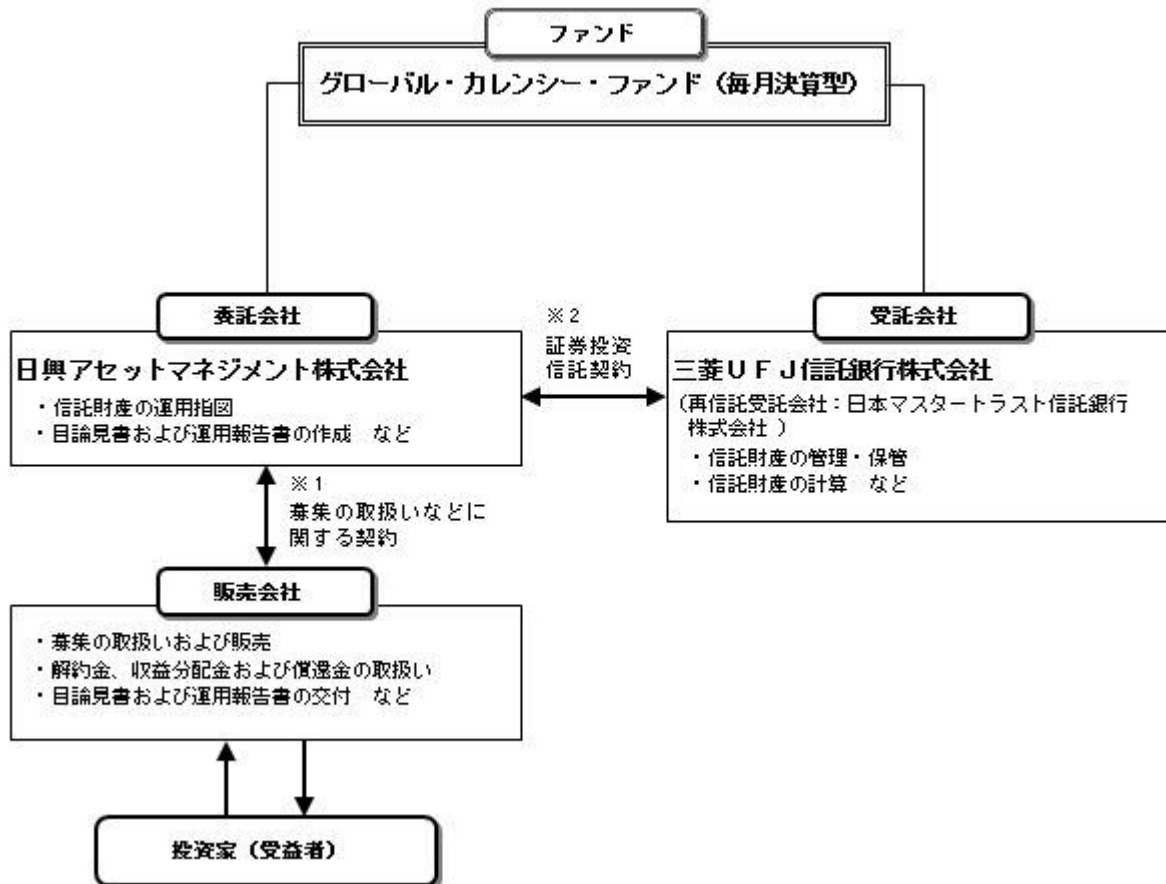 ファンド
グローバル・カレンシー・ファンド（毎月決算型）
委託会社
日興アセットマネジメント株式会社
・信託財産の運用指図
・目論見書および運用報告書の作成　など
※２
証券投資
信託契約
受託会社
三菱ＵＦＪ信託銀行株式会社
（再信託受託会社：日本マスタートラスト信託銀行
株式会社 ）
・信託財産の管理・保管
・信託財産の計算　など
※１
募集の取扱いなどに
関する契約
販売会社
・募集の取扱いおよび販売
・解約金、収益分配金および償還金の取扱い
・目論見書および運用報告書の交付　など
投資家（受益者）